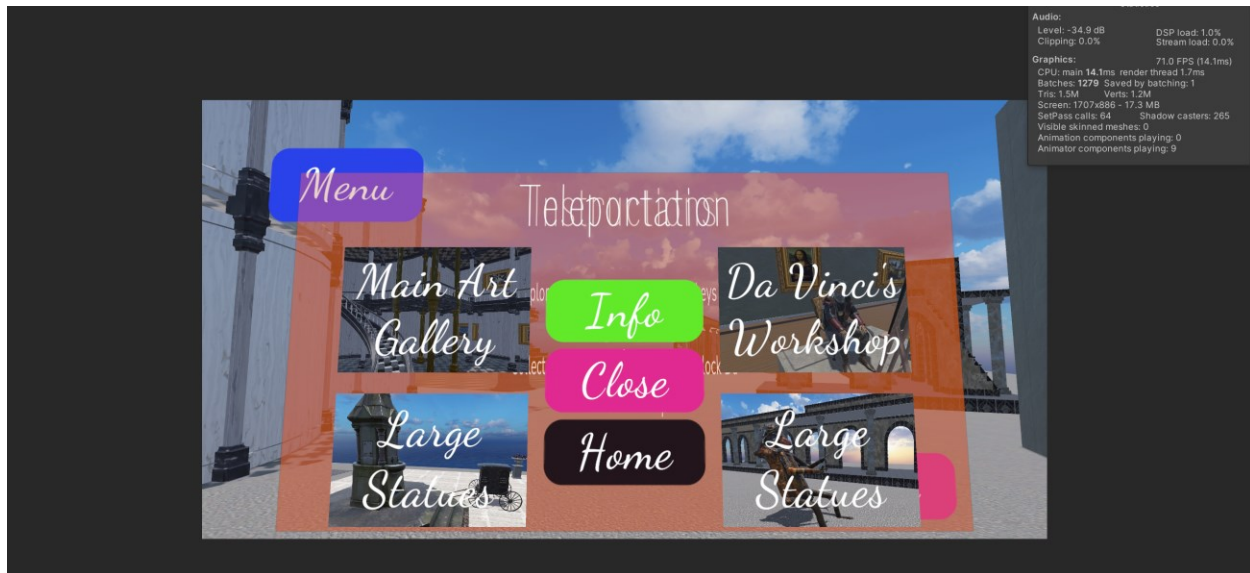 Audio:
Level: -34.9 dB DSP load: 1.0%
Clipping: 0.0% Stream load: 0.0%
Graphics: 71.0 FPS (14.1ms)
CPU: main 14.1ms render thread 1.7ms
Batches: 1279 Saved by batching: 1
Tris: 1.5M Verts: 1.2M
Screen: 1707x886 - 17.3 MB
SetPass calls: 64 Shadow casters: 265
Visible skinned meshes: 0
Animation components playing: 0
Animator components playing: 9
Menu
Teleportation
Main Art
Gallery
Info
Da Vinci's
Workshop
Close
Large
Statues
Home
Large
Statues